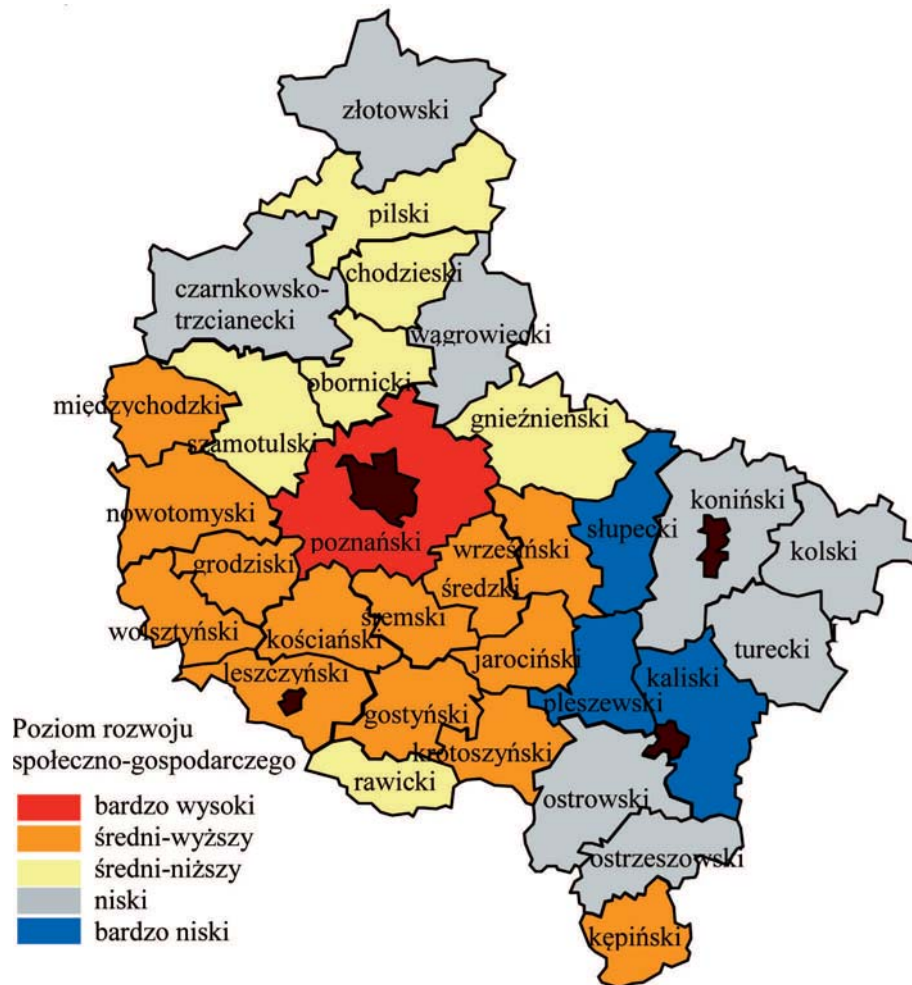 złotowski
pilski
chodzieski
czarnkowsko-
trzcianecki
wągrowiecki
obornicki
międzychodzki
gnieźnieński
szamotulski
koniński
nowotomyski
słupecki
poznański
wrzesiński
kolski
grodziski
średzki
śremski
wolsztyński
kościański
turecki
jarociński
leszczyński
kaliski
pleszewski
gostyński
krotoszyński
rawicki
ostrowski
ostrzeszowski
kępiński
Poziom rozwoju
społeczno-gospodarczego
bardzo wysoki
średni-wyższy
średni-niższy
niski
bardzo niski